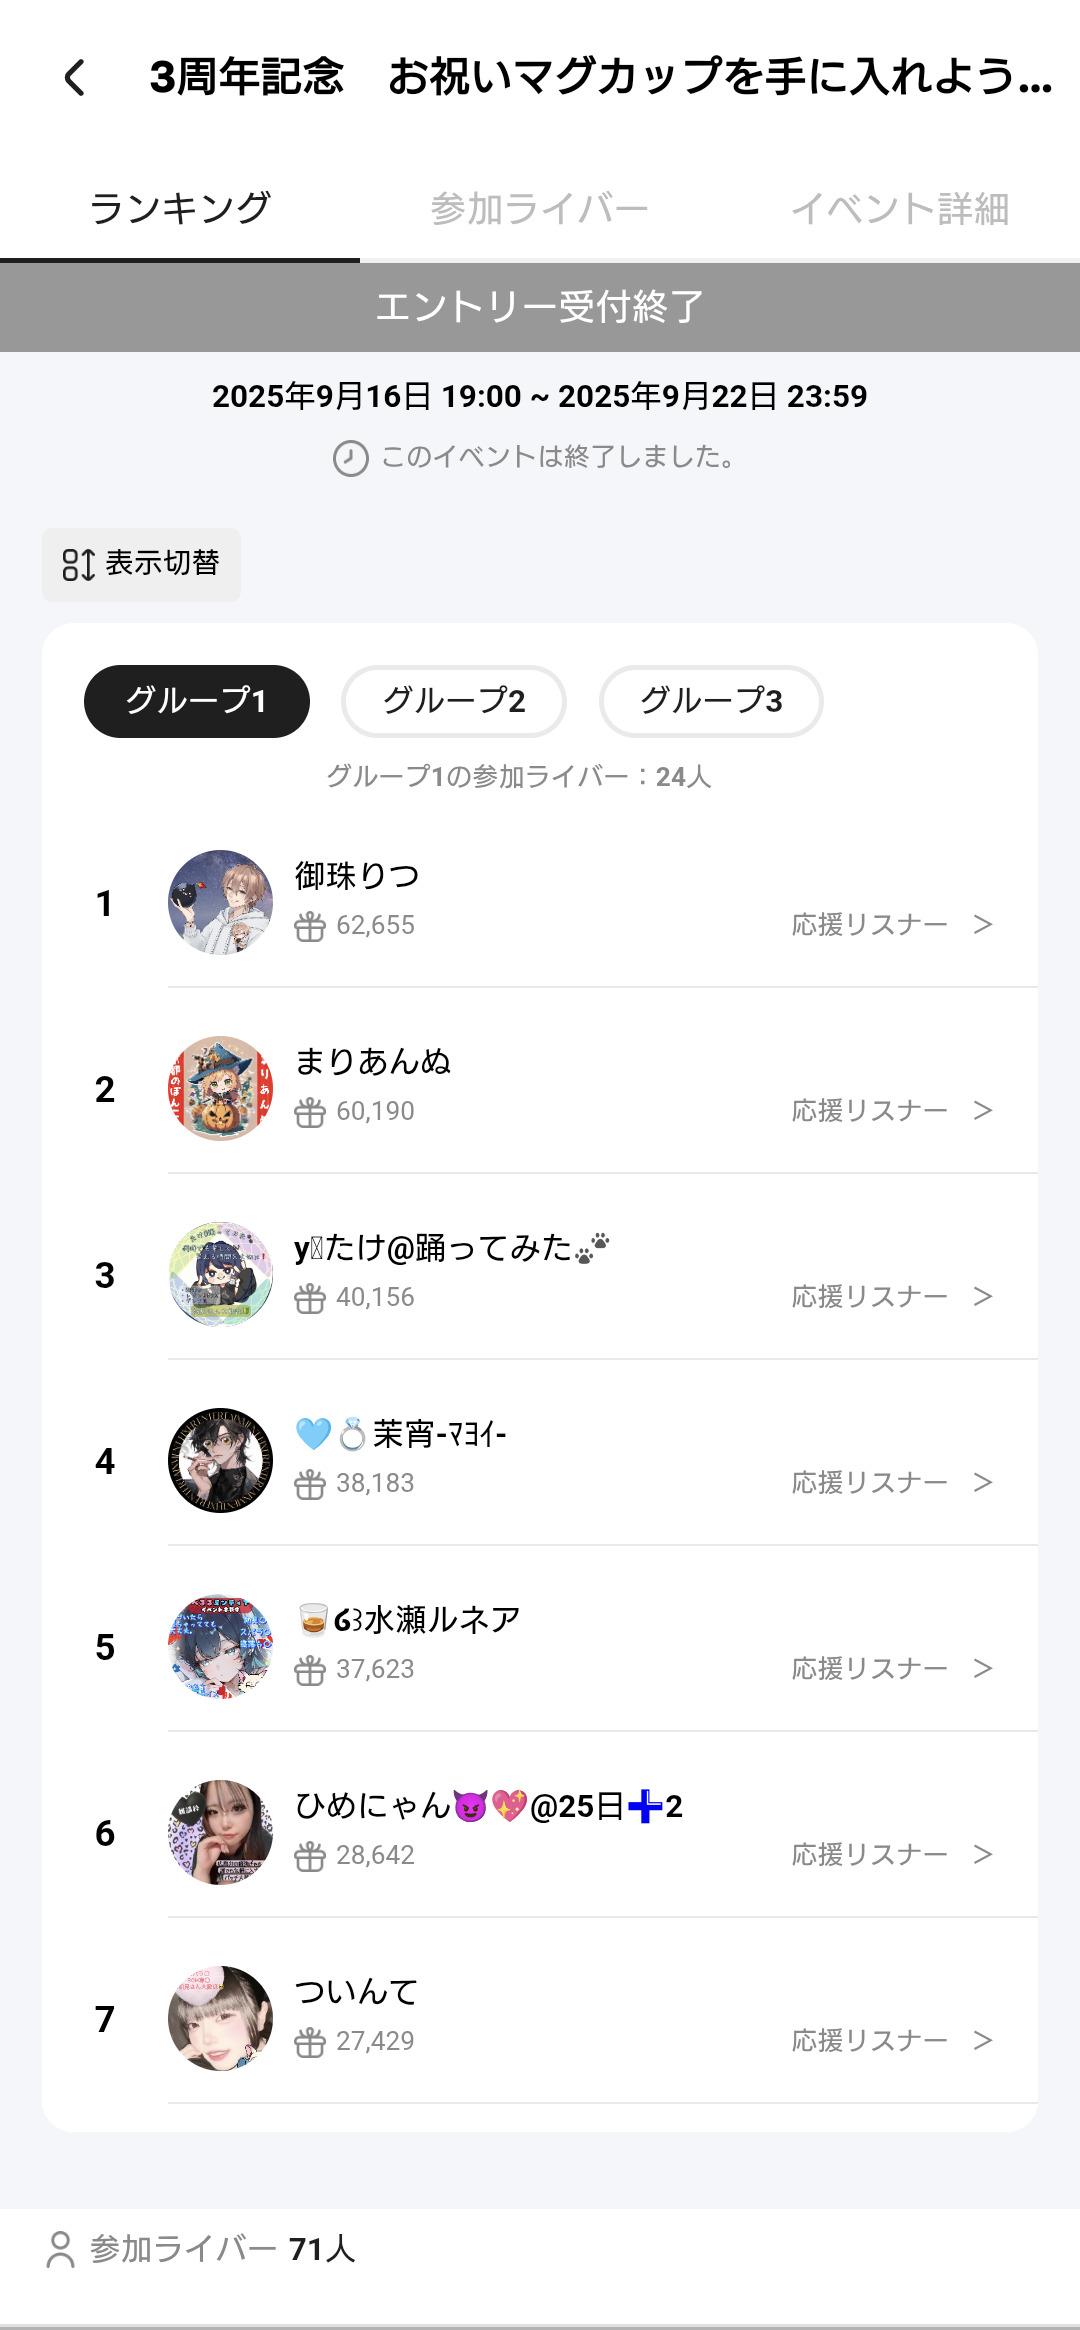 3周年記念　お祝いマグカップを手に入れよう...
ランキング
参加ライバー
イベント詳細
エントリー受付終了
2025年9月16日 19:00 ~ 2025年9月22日 23:59
このイベントは終了しました。
表示切替
グループ1
グループ2
グループ3
グループ1の参加ライバー：24人
1
御珠りつ
62,655
応援リスナー >
2
まりあんぬ
60,190
応援リスナー >
3
y▯たけ@踊ってみた🐾
40,156
応援リスナー >
4
🩵💍茉宵-ﾏﾖｲ-
38,183
応援リスナー >
5
🥃໒꒱水瀬ルネア
37,623
応援リスナー >
6
ひめにゃん😈💖@25日✚2
28,642
応援リスナー >
7
ついんて
27,429
応援リスナー >
参加ライバー 71人